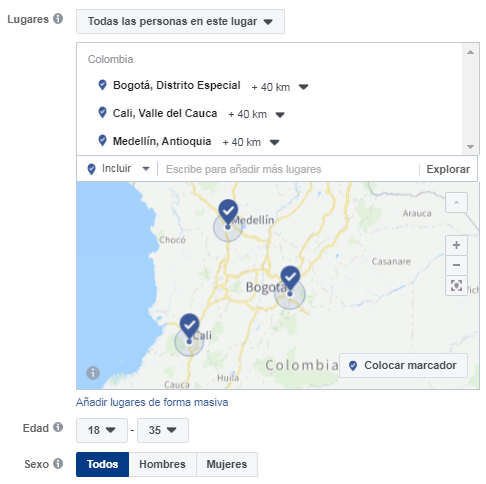 Lugares Todas las personas en este lugar
Colombia
Bogotá, Distrito Especial + 40 km
Cali, Valle del Cauca + 40 km
Medellín, Antioquia + 40 km
Incluir Escribe para añadir más lugares Explorar
Medellín
Arauca
Chocó
Casanare
Bogotá
Cali
Colombia
Huila
Cauca
Colocar marcador
Añadir lugares de forma masiva
Edad 18 - 35
Sexo Todos Hombres Mujeres